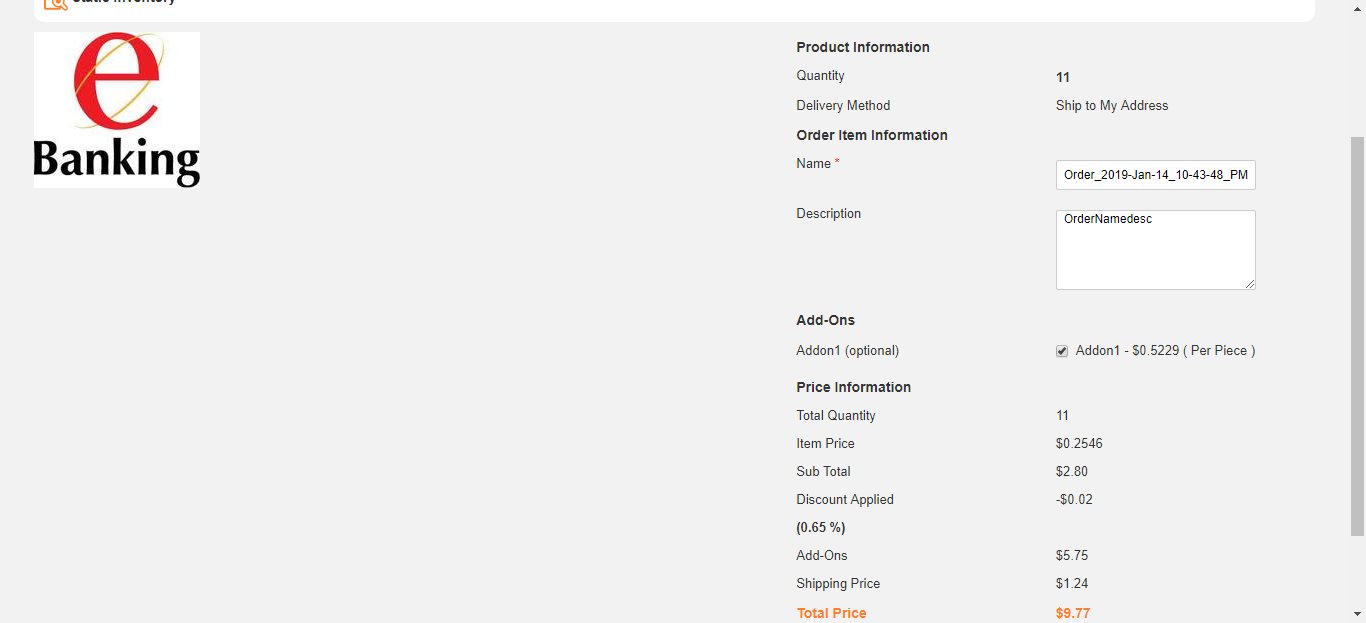 Static Inventory
e
Banking
Product Information
Quantity 11
Delivery Method Ship to My Address
Order Item Information
Name * Order_2019-Jan-14_10-43-48_PM
Description OrderNamedesc
Add-Ons
Addon1 (optional) Addon1 - $0.5229 ( Per Piece )
Price Information
Total Quantity 11
Item Price $0.2546
Sub Total $2.80
Discount Applied -$0.02
(0.65 %)
Add-Ons $5.75
Shipping Price $1.24
Total Price $9.77